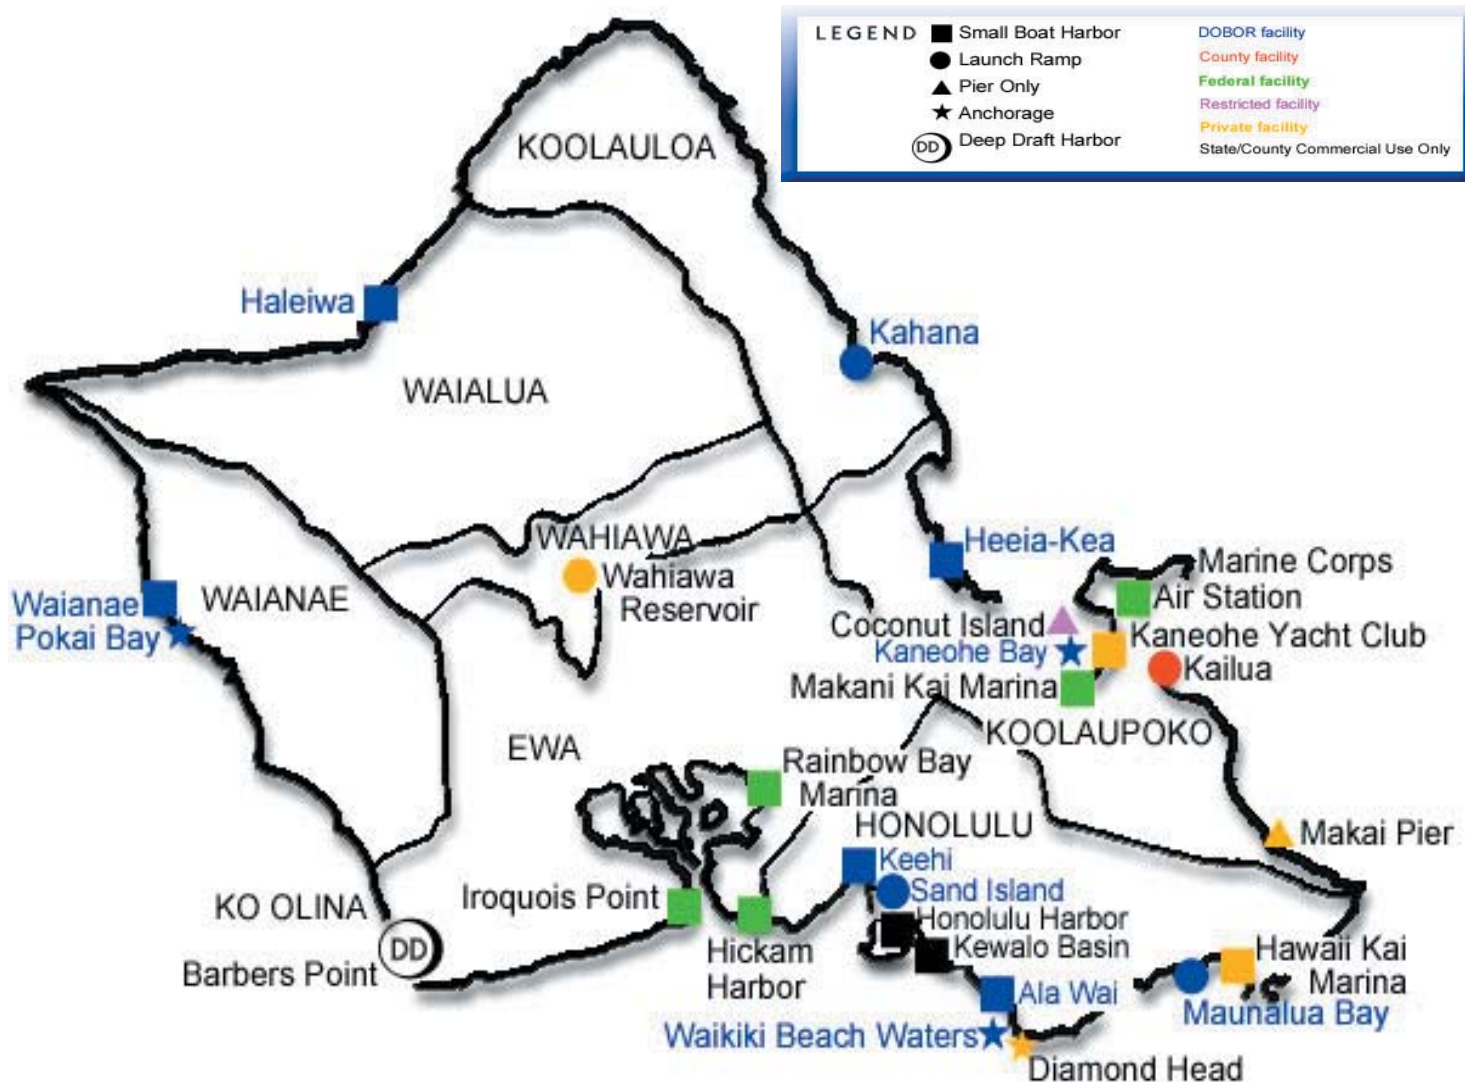 LEGEND
Small Boat Harbor
Launch Ramp
Pier Only
Anchorage
DD Deep Draft Harbor
DOBOR facility
County facility
Federal facility
Restricted facility
Private facility
State/County Commercial Use Only
KOOLAULOA
Haleiwa
Kahana
WAIALUA
WAHIAWA
Wahiawa
Reservoir
Heeia-Kea
Marine Corps
Air Station
Waianae
WAIANAE
Pokai Bay
Coconut Island
Kaneohe Yacht Club
Kaneohe Bay
Kailua
Makani Kai Marina
KOOLAUPOKO
EWA
Rainbow Bay
Marina
HONOLULU
Makai Pier
Keehi
Sand Island
Iroquois Point
KO OLINA
Honolulu Harbor
Kewalo Basin
DD
Barbers Point
Hickam
Harbor
Hawaii Kai
Marina
Ala Wai
Maunalua Bay
Waikiki Beach Waters
Diamond Head